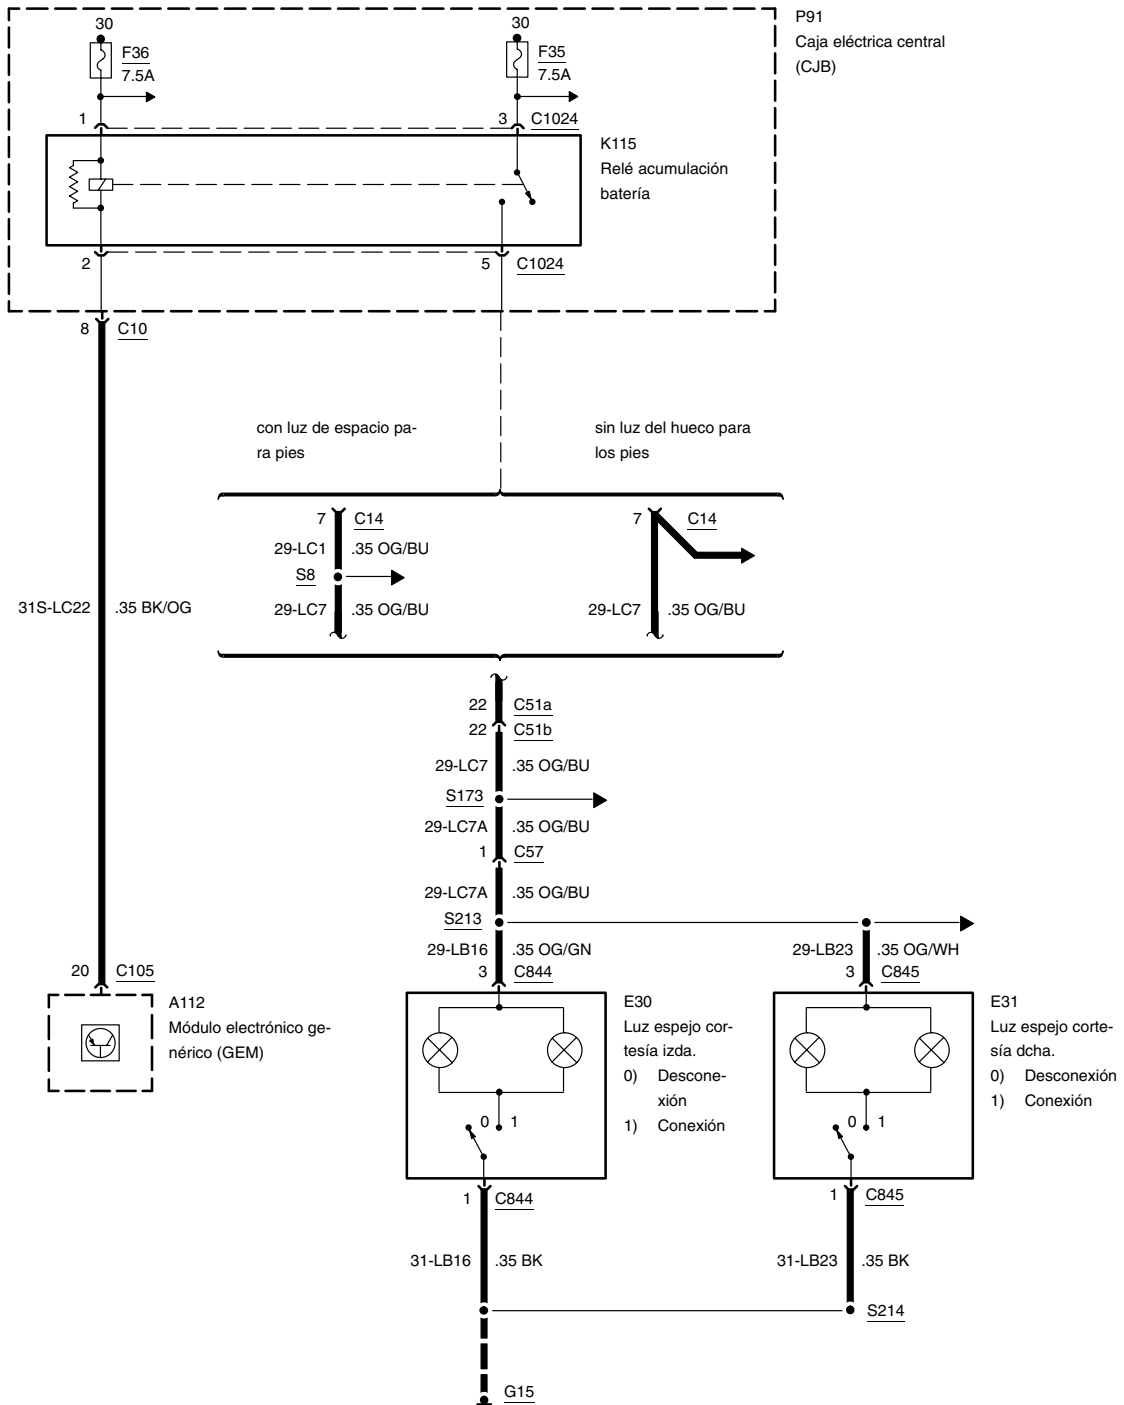 30
30
P91
Caja eléctrica central
(CJB)
F36
7.5A
F35
7.5A
1
3
C1024
K115
Relé acumulación
batería
2
5
C1024
8
C10
con luz de espacio pa-
ra pies
sin luz del hueco para
los pies
7
C14
7
C14
29-LC1
.35 OG/BU
S8
31S-LC22
.35 BK/OG
29-LC7
.35 OG/BU
29-LC7
.35 OG/BU
22
C51a
22
C51b
29-LC7
.35 OG/BU
S173
29-LC7A
.35 OG/BU
1
C57
29-LC7A
.35 OG/BU
S213
29-LB16
.35 OG/GN
29-LB23
.35 OG/WH
20
C105
3
C844
3
C845
A112
Módulo electrónico ge-
nérico (GEM)
E30
Luz espejo cor-
tesía izda.
0) Descone-
xión
1) Conexión
E31
Luz espejo corte-
sía dcha.
0) Desconexión
1) Conexión
0
1
0
1
1
C844
1
C845
31-LB16
.35 BK
31-LB23
.35 BK
S214
G15